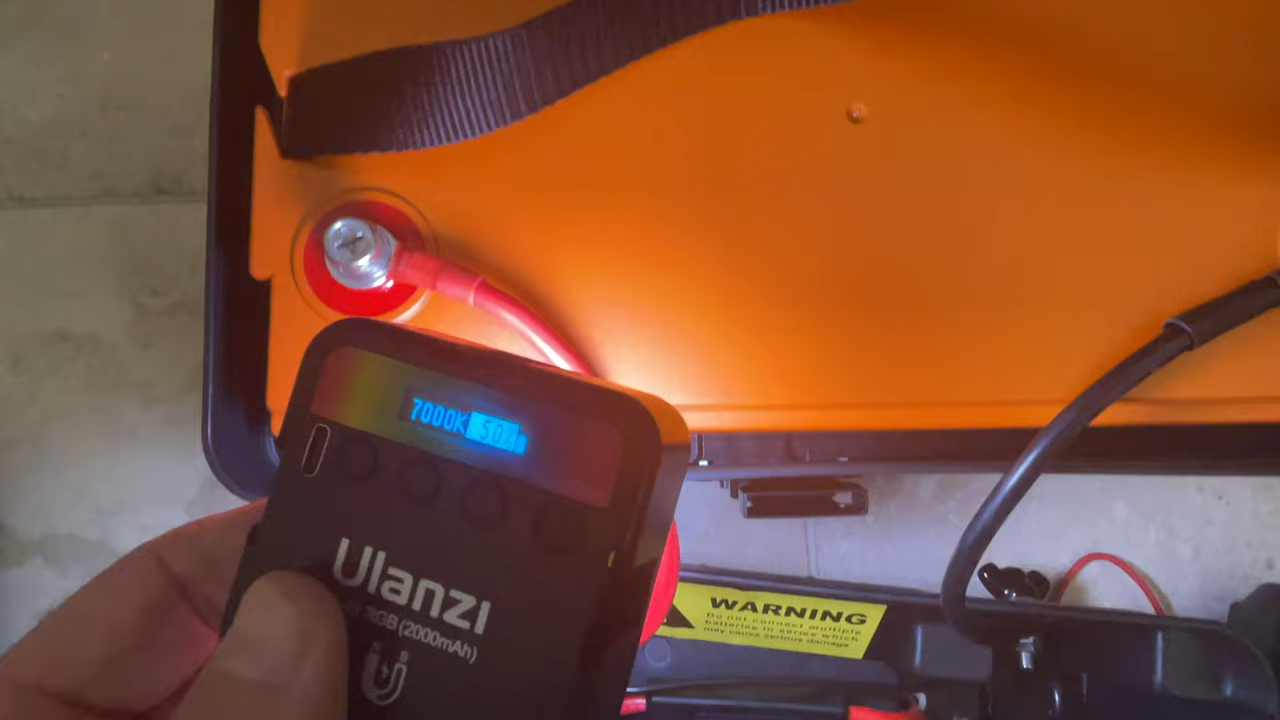 7000K 50%
Ulanzi
RGB (2000mAh)
N S
WARNING
Do not connect multiple
batteries in series which
may cause serious damage